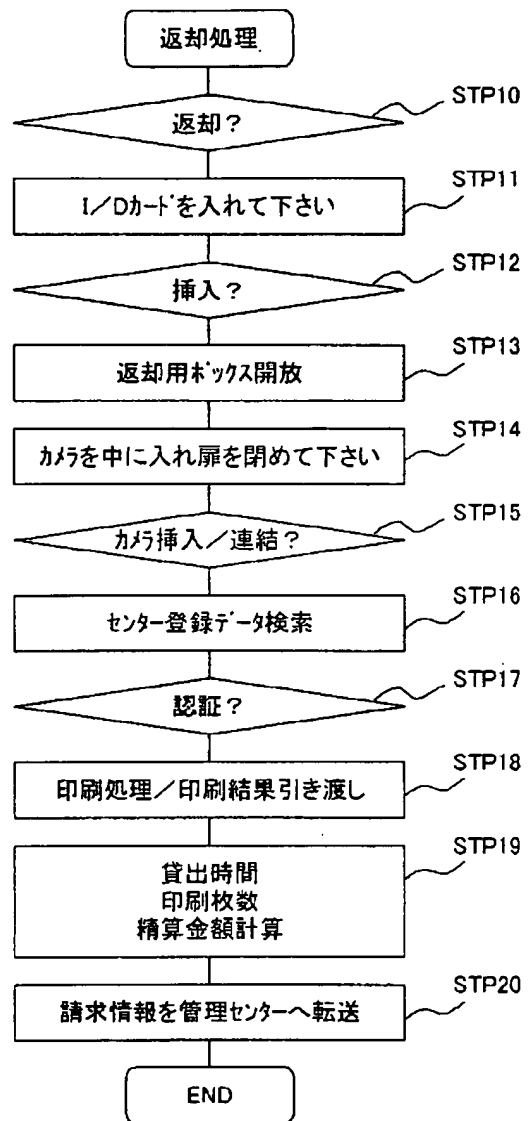 返却処理
STP10
返却？
STP11
I／Dカードを入れて下さい
STP12
挿入？
STP13
返却用ボックス開放
STP14
カメラを中に入れ扉を閉めて下さい
STP15
カメラ挿入／連結？
STP16
センター登録データ検索
STP17
認証？
STP18
印刷処理／印刷結果引き渡し
STP19
貸出時間
印刷枚数
精算金額計算
STP20
請求情報を管理センターへ転送
END